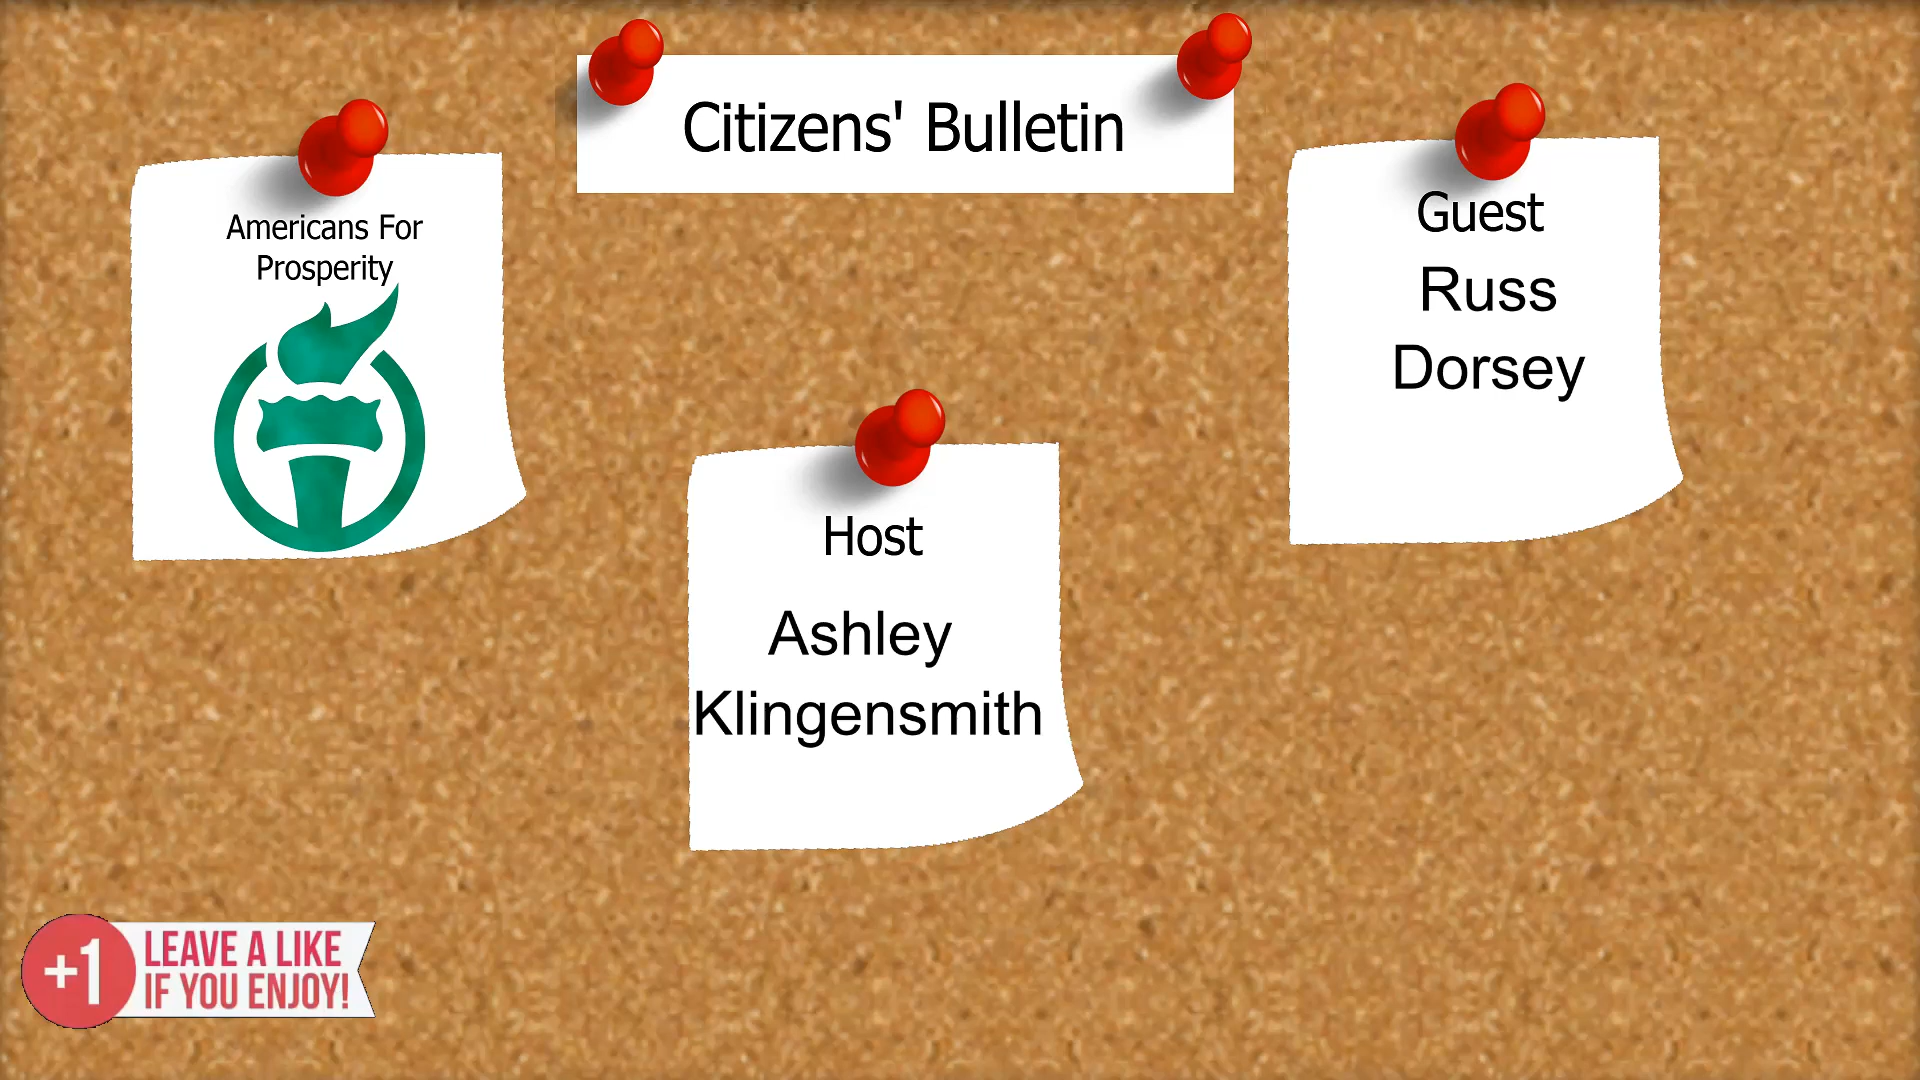 Citizens' Bulletin
Americans For
Prosperity
Guest
Russ
Dorsey
Host
Ashley
Klingensmith
+1
LEAVE A LIKE
IF YOU ENJOY!